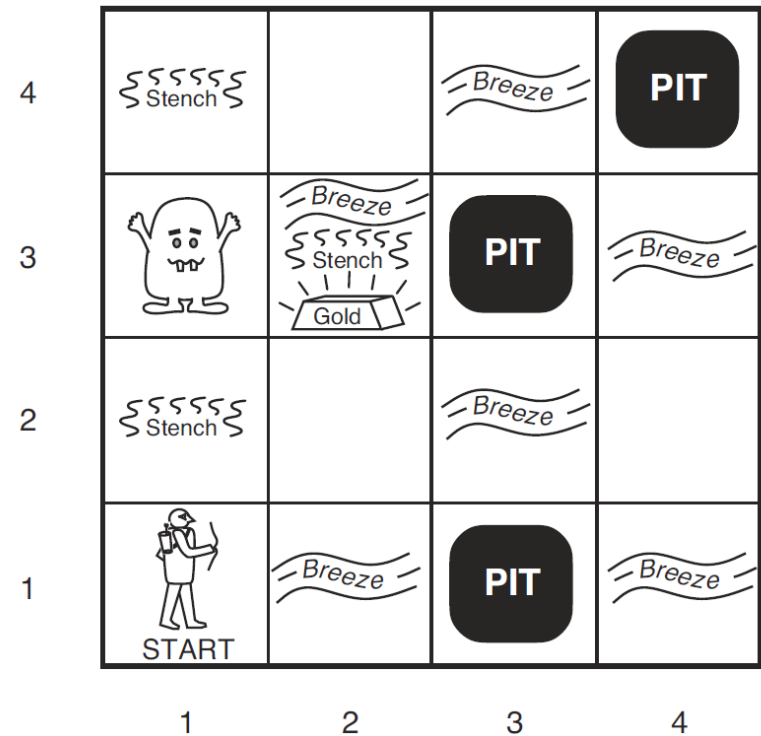 4
Stench
Breeze
PIT
3
Breeze
Stench
Gold
PIT
Breeze
2
Stench
Breeze
1
START
Breeze
PIT
Breeze
1 2 3 4